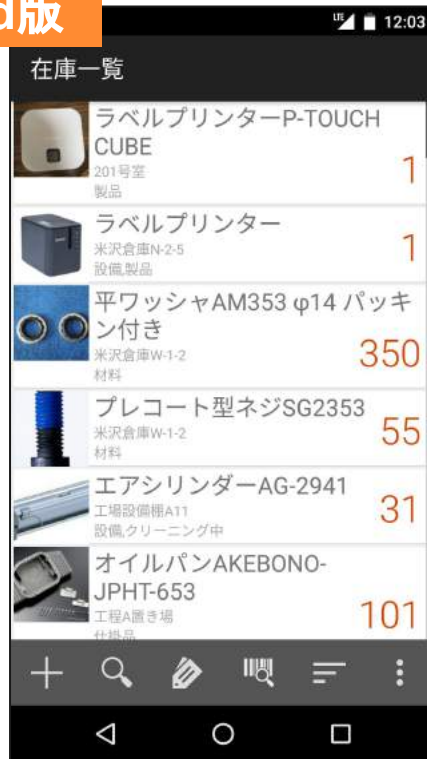 d版
LTE 12:03
在庫一覧
ラベルプリンターP-TOUCH
CUBE
201号室
製品
1
ラベルプリンター
米沢倉庫N-2-5
設備,製品
1
平ワッシャAM353 φ14 パッキ
ン付き
米沢倉庫W-1-2
材料
350
プレコート型ネジSG2353
米沢倉庫W-1-2
材料
55
エアシリンダーAG-2941
工場設備棚A11
設備,クリーニング中
31
オイルパンAKEBONO-
JPHT-653
工程A置き場
仕掛品
101